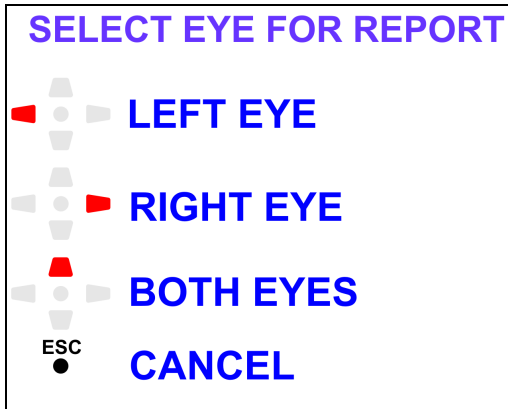 SELECT EYE FOR REPORT
LEFT EYE
RIGHT EYE
BOTH EYES
ESC
CANCEL